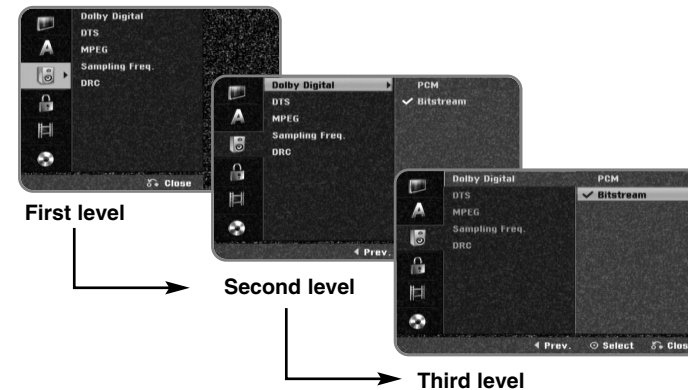 Dolby Digital
DTS
MPEG
Sampling Freq.
DRC
Close
First level
Dolby Digital
DTS
MPEG
Sampling Freq.
DRC
PCM
✓ Bitstream
Prev.
Second level
Dolby Digital
DTS
MPEG
Sampling Freq.
DRC
PCM
✓ Bitstream
Prev.
Select
Clos
Third level